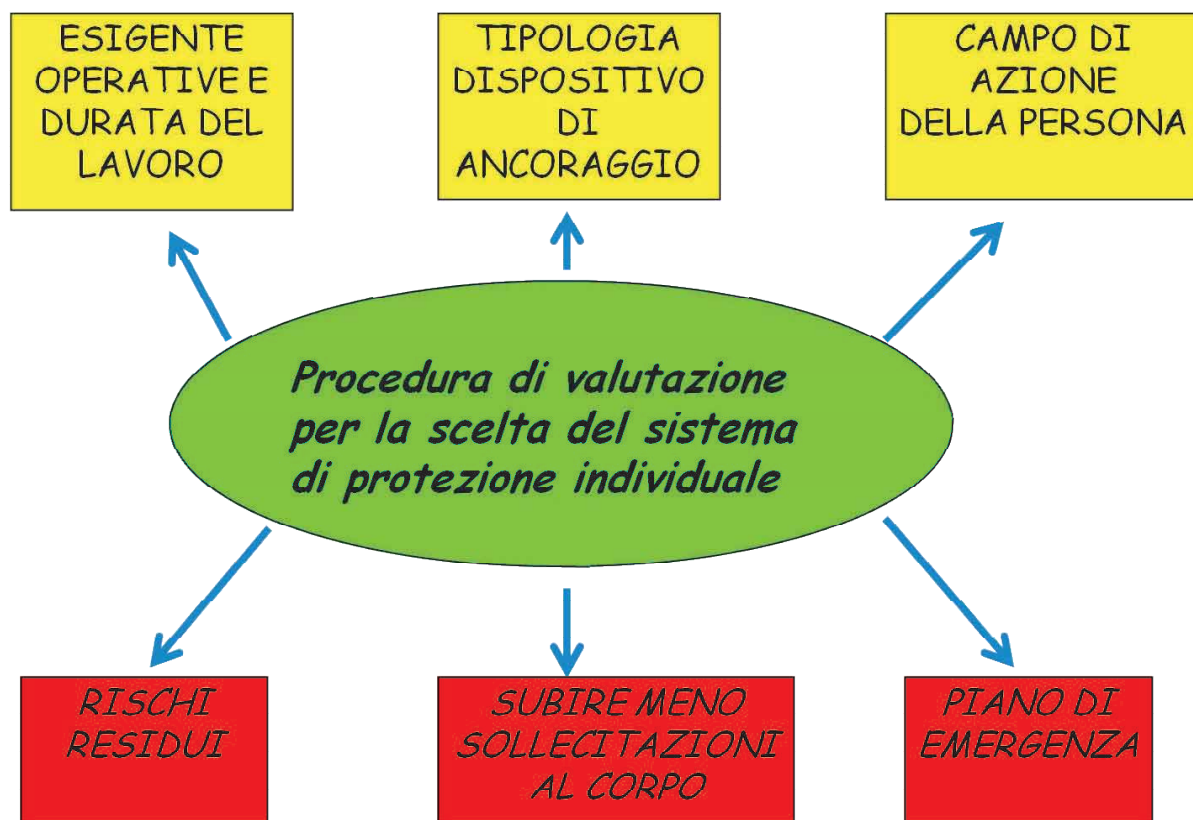 ESIGENTE
OPERATIVE E
DURATA DEL
LAVORO
TIPOLOGIA
DISPOSITIVO
DI
ANCORAGGIO
CAMPO DI
AZIONE
DELLA PERSONA
Procedura di valutazione
per la scelta del sistema
di protezione individuale
RISCHI
RESIDUI
SUBIRE MENO
SOLLECITAZIONI
AL CORPO
PIANO DI
EMERGENZA